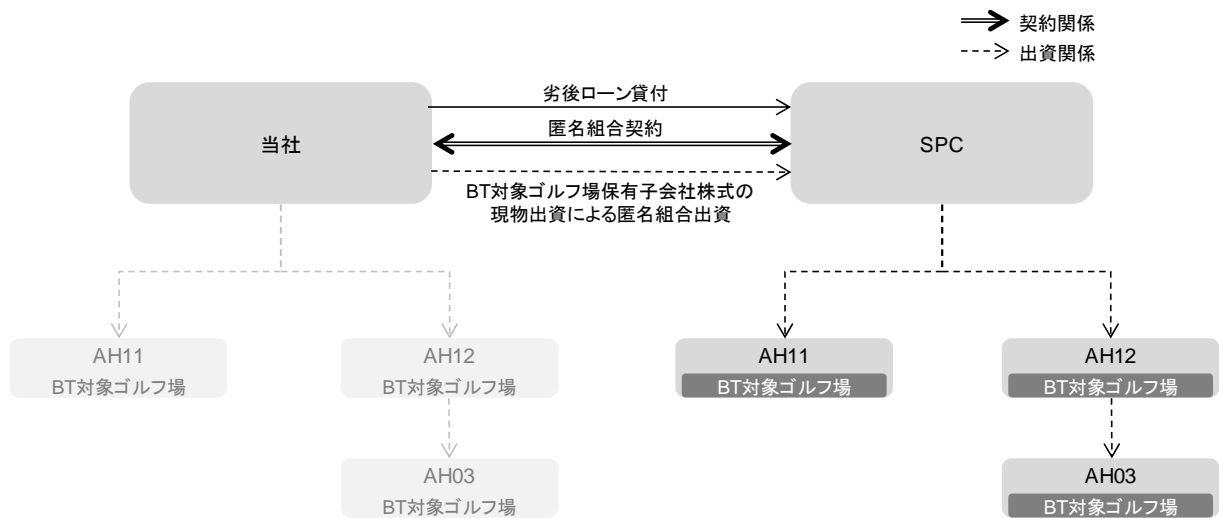 契約関係
出資関係
劣後ローン貸付
匿名組合契約
当社
SPC
BT対象ゴルフ場保有子会社株式の
現物出資による匿名組合出資
AH11
BT対象ゴルフ場
AH12
BT対象ゴルフ場
AH11
BT対象ゴルフ場
AH12
BT対象ゴルフ場
AH03
BT対象ゴルフ場
AH03
BT対象ゴルフ場